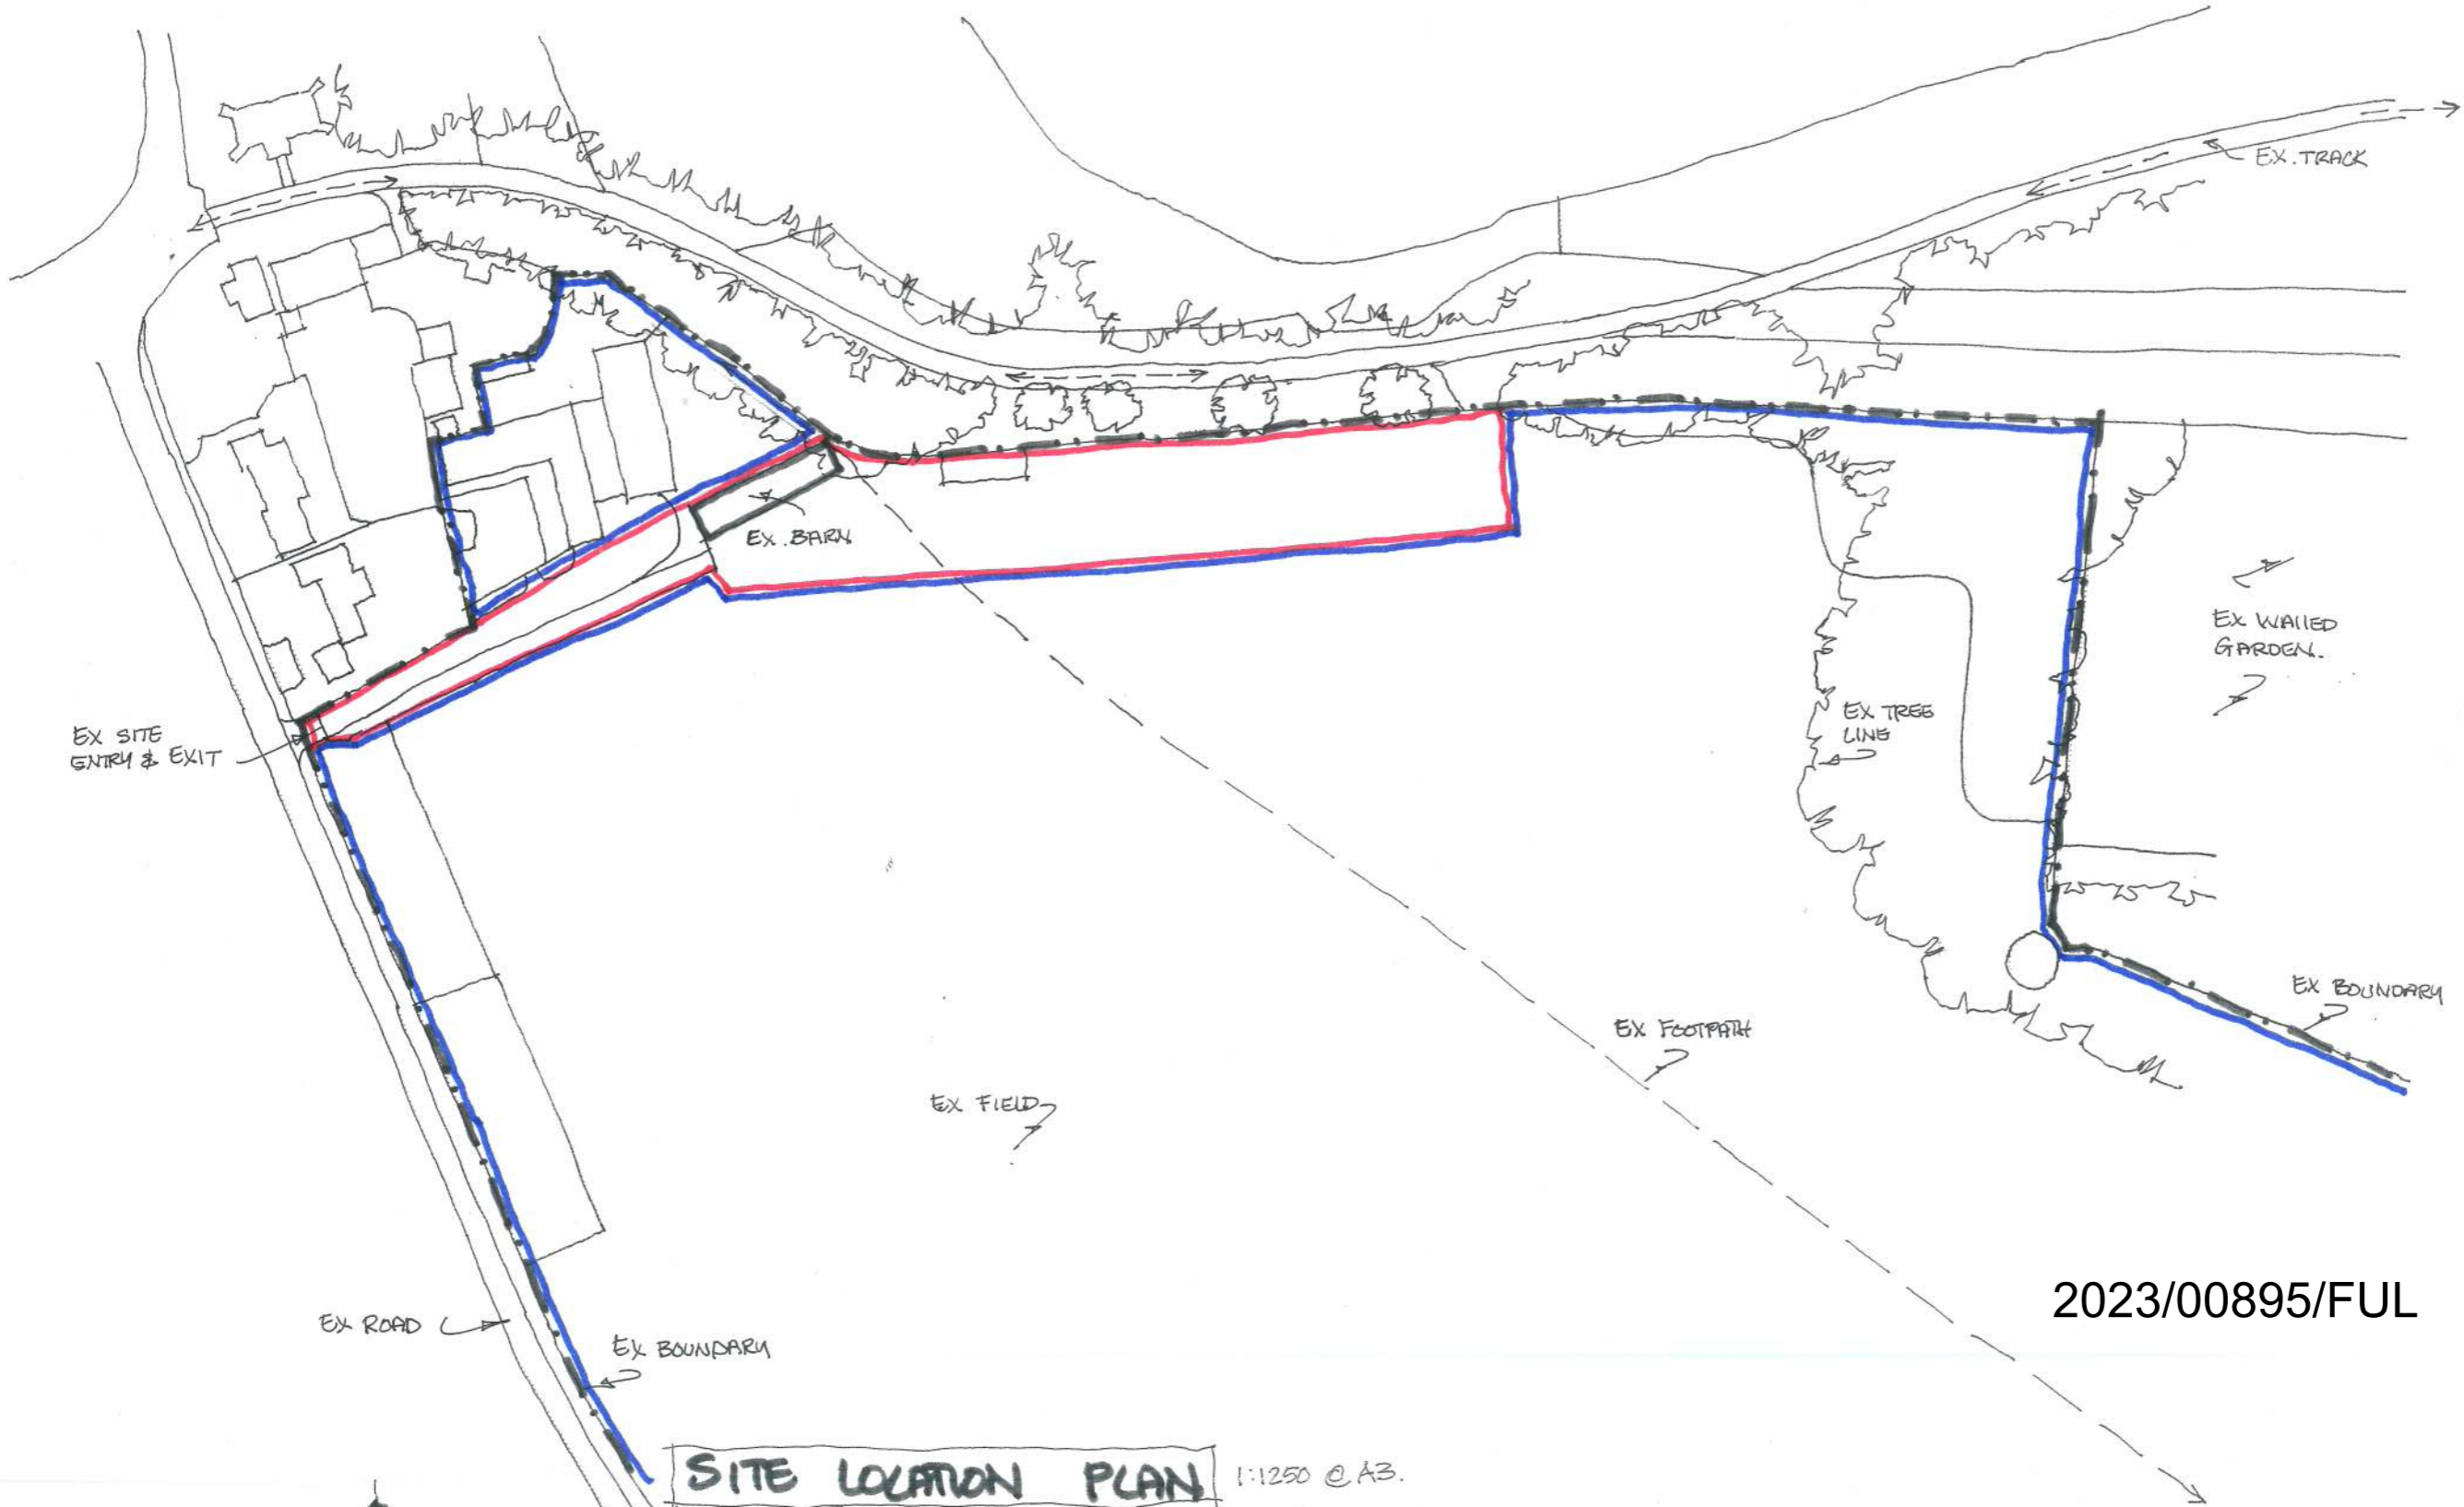 EX. TRACK
EX. BARN
EX WALLED
GARDEN.
EX SITE
ENTRY & EXIT
EX TREE
LINE
EX BOUNDARY
EX FOOTPATH
EX FIELD
2023/00895/FUL
EX ROAD
EX BOUNDARY
SITE LOCATION PLAN 1:1250 @ A3.